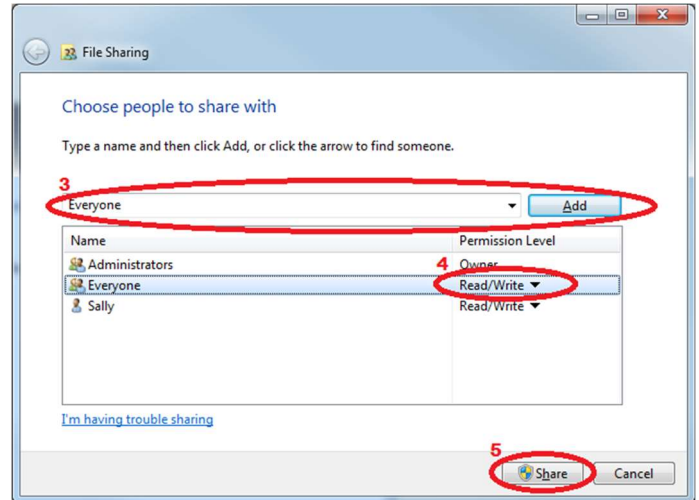 File Sharing
Choose people to share with
Type a name and then click Add, or click the arrow to find someone.
3
Everyone Add
Name Permission Level
Administrators 4 Owner
Everyone Read/Write
Sally Read/Write
I'm having trouble sharing
5
Share Cancel